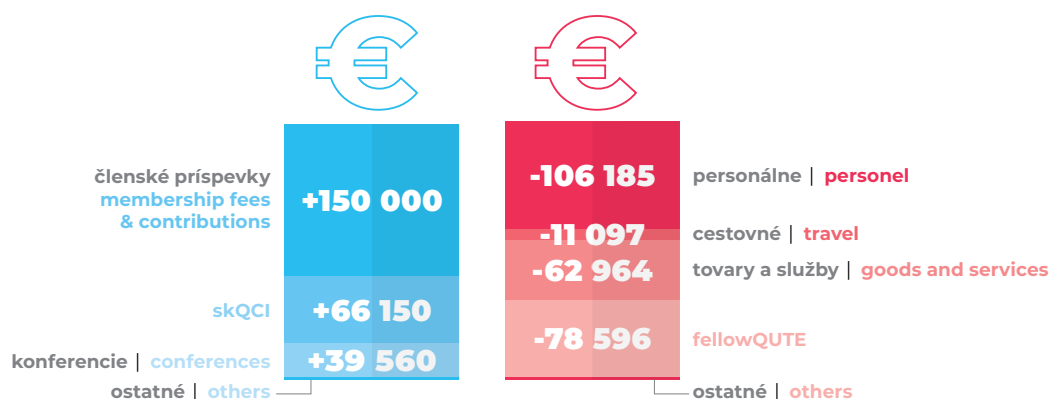 € €
členské príspevky
membership fees
& contributions
+150 000
skQCI
+66 150
konferencie | conferences
+39 560
ostatné | others
-106 185
personálne | personel
-11 097
cestovné | travel
-62 964
tovary a služby | goods and services
-78 596
fellowQUTE
ostatné | others